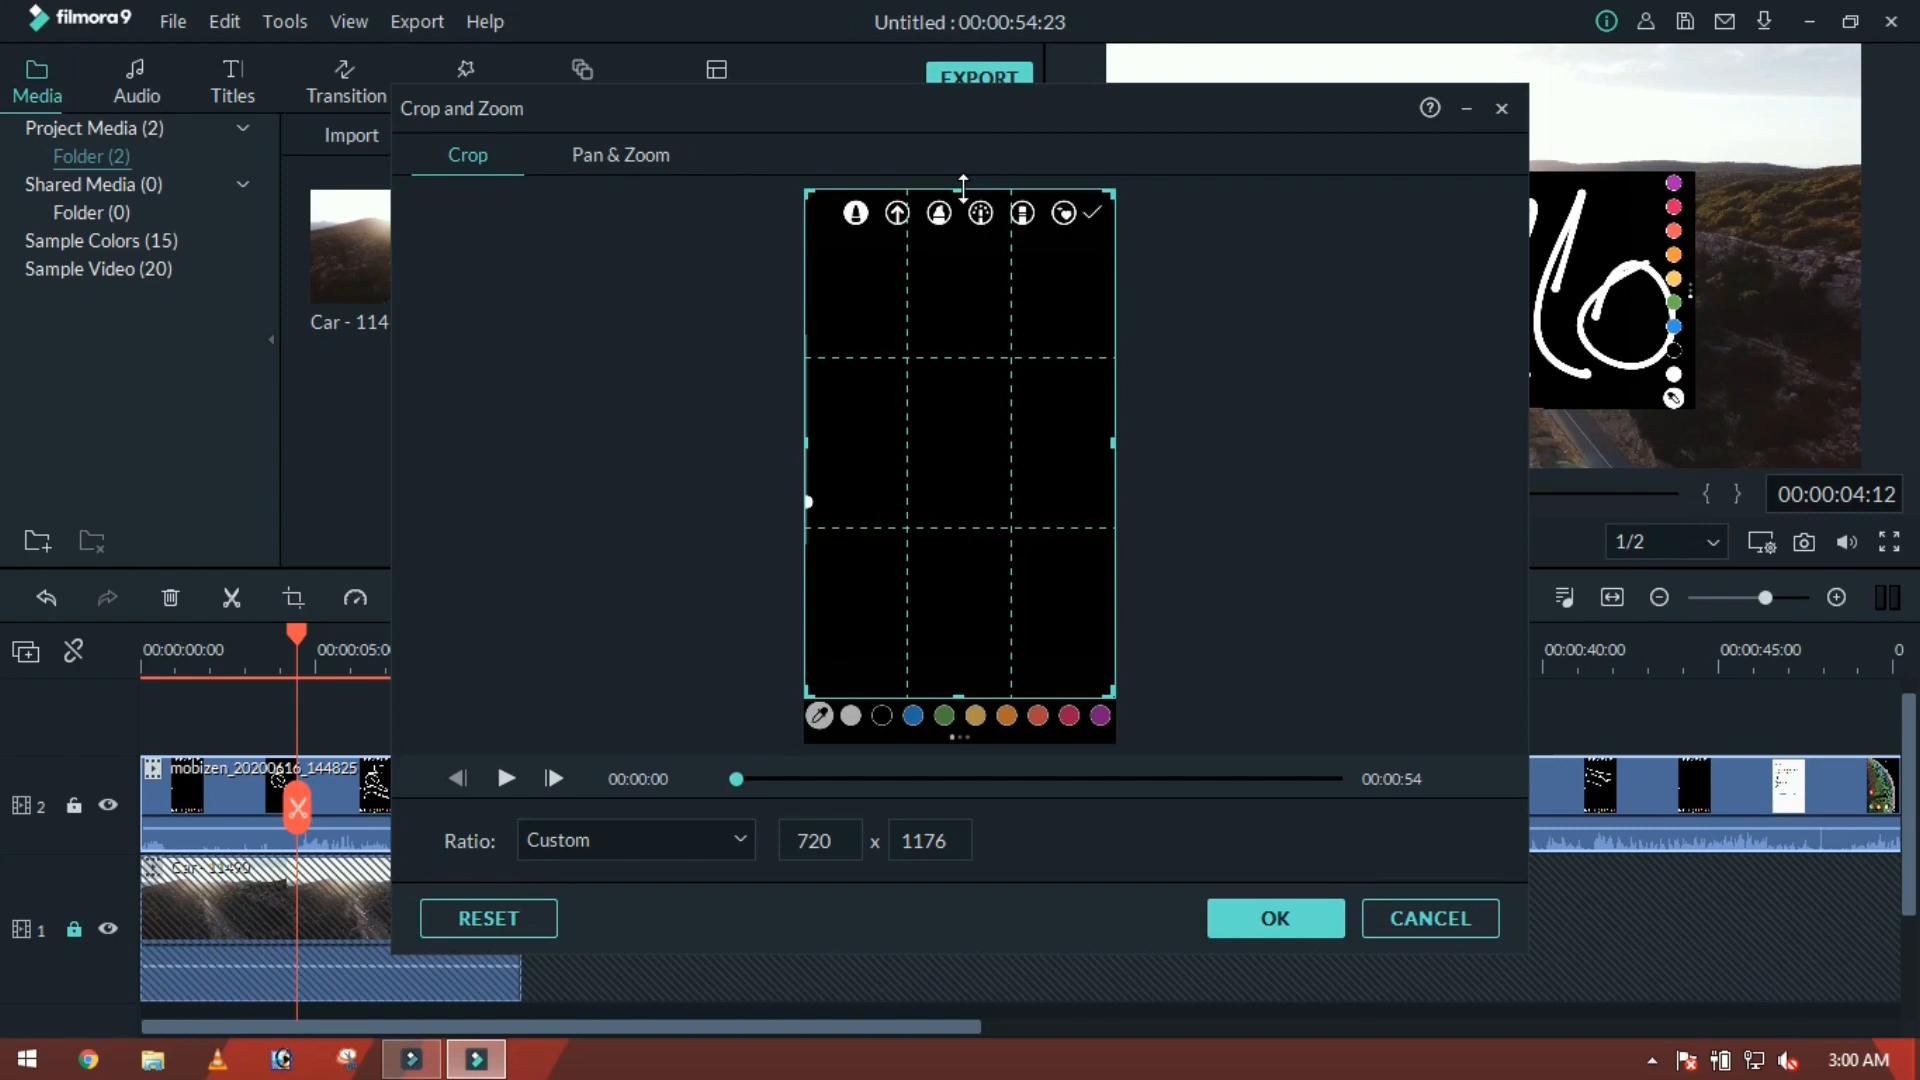 filmora9 File Edit Tools View Export Help Untitled : 00:00:54:23
Media Audio Titles Transition EXPORT
Crop and Zoom
Project Media (2) Import
Crop Pan & Zoom
Folder (2)
Shared Media (0)
Folder (0)
Sample Colors (15)
Sample Video (20)
Car - 114
00:00:04:12
1/2
00:00:00:00 00:00:05:0 00:00:40:00 00:00:45:00 0
mobizen_20200616_144825
00:00:00 00:00:54
2
Ratio: Custom 720 x 1176
Car - 11490
1
RESET OK CANCEL
3:00 AM